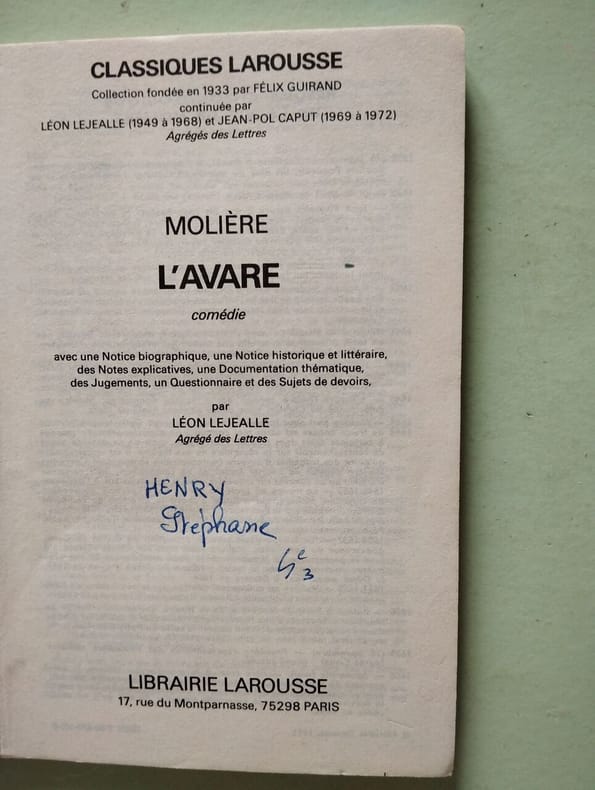 CLASSIQUES LAROUSSE
Collection fondée en 1933 par FÉLIX GUIRAND
continuée par
LÉON LEJEALLE (1949 à 1968) et JEAN-POL CAPUT (1969 à 1972)
Agrégés des Lettres
MOLIÈRE
L'AVARE
comédie
avec une Notice biographique, une Notice historique et littéraire,
des Notes explicatives, une Documentation thématique,
des Jugements, un Questionnaire et des Sujets de devoirs,
par
LÉON LEJEALLE
Agrégé des Lettres
HENRY
Stéphane
LIBRAIRIE LAROUSSE
17, rue du Montparnasse, 75298 PARIS